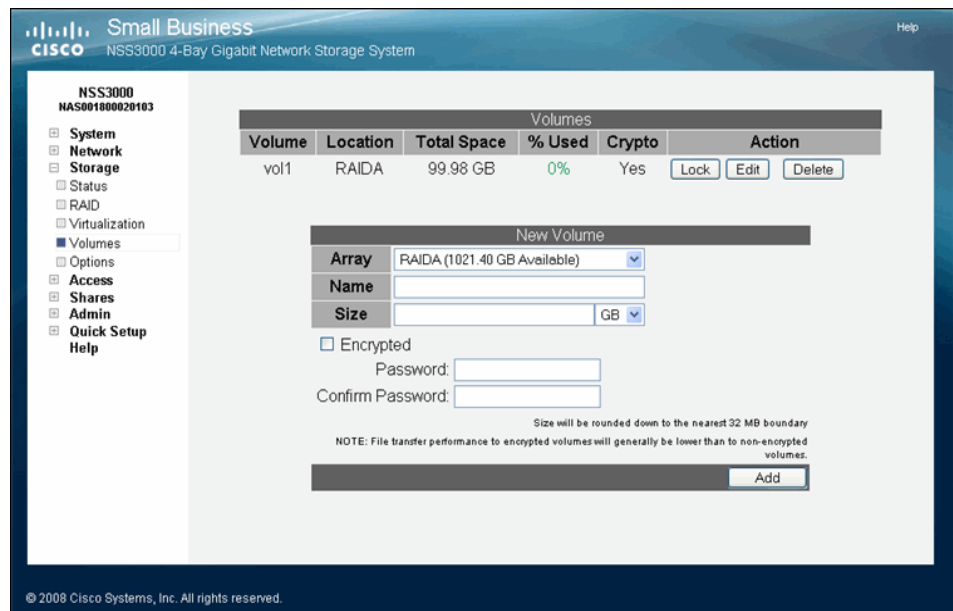 Small Business
CISCO NSS3000 4-Bay Gigabit Network Storage System
Help
NSS3000
NAS001800020103
System
Network
Storage
Status
RAID
Virtualization
Volumes
Options
Access
Shares
Admin
Quick Setup
Help
Volumes
Volume Location Total Space % Used Crypto Action
vol1 RAIDA 99.98 GB 0% Yes Lock Edit Delete
New Volume
Array RAIDA (1021.40 GB Available)
Name
Size GB
Encrypted
Password:
Confirm Password:
Size will be rounded down to the nearest 32 MB boundary
NOTE: File transfer performance to encrypted volumes will generally be lower than to non-encrypted
volumes.
Add
© 2008 Cisco Systems, Inc. All rights reserved.